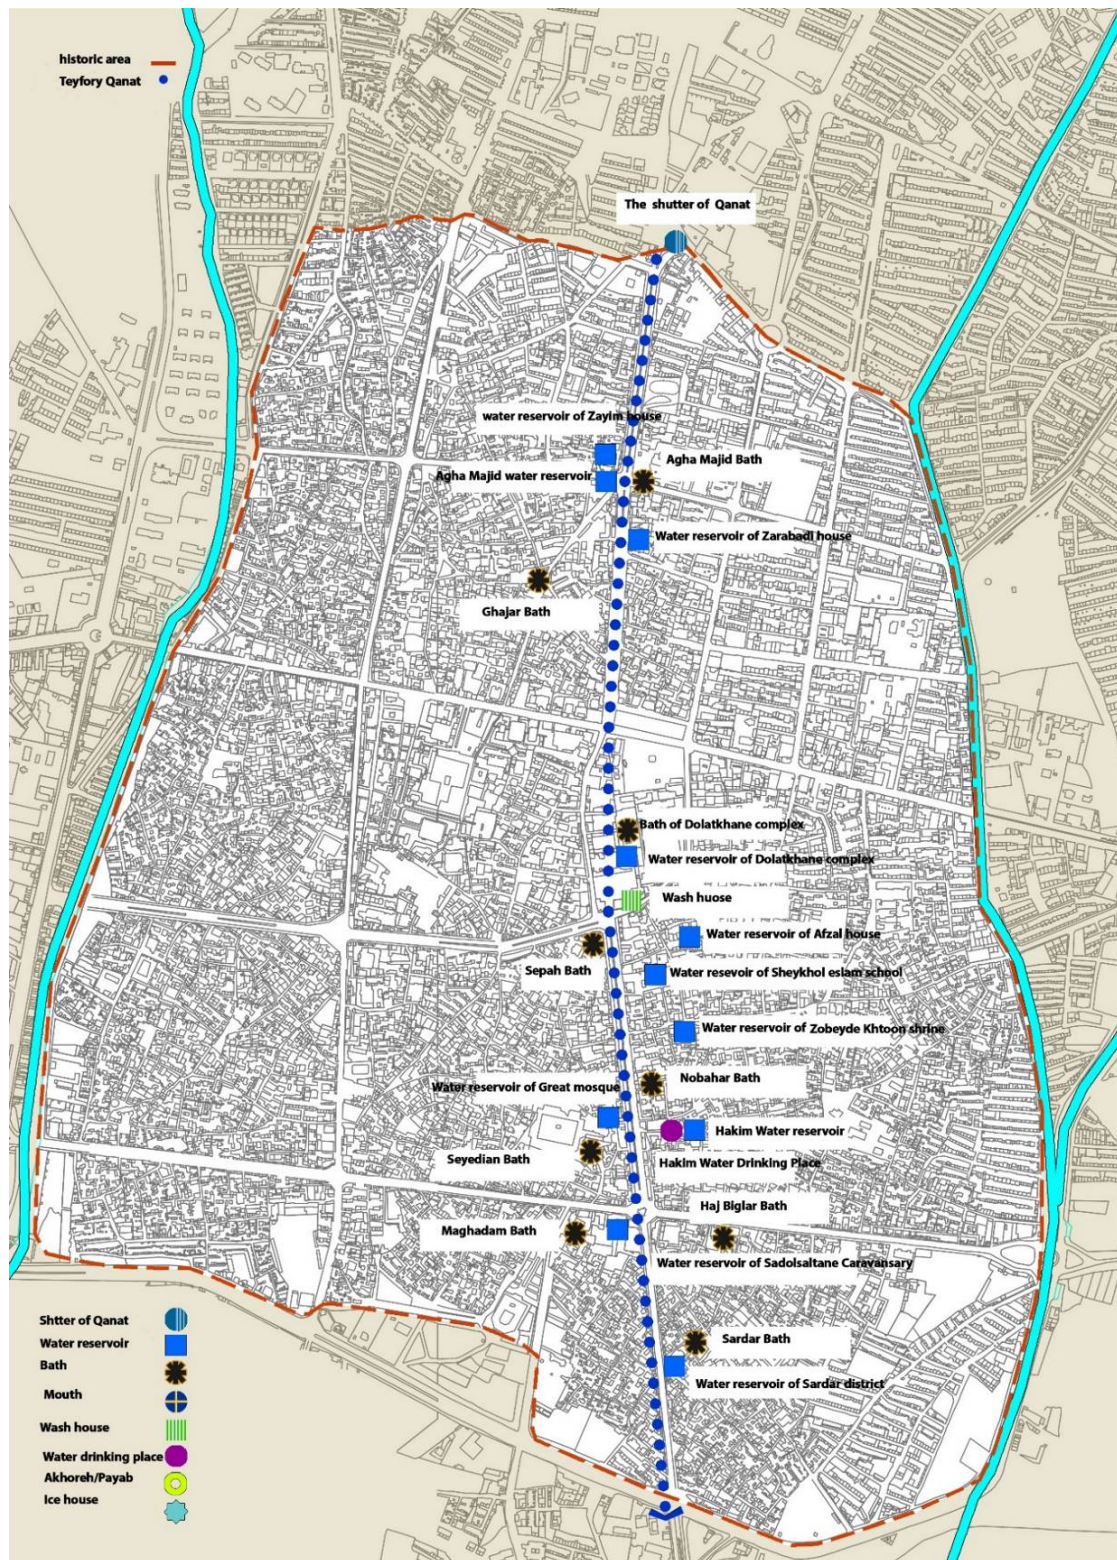 historic area
Teyfory Qanat
The shutter of Qanat
water reservoir of Zayim house
Agha Majid Bath
Agha Majid water reservoir
Water reservoir of Zarabadi house
Ghajar Bath
Bath of Dolatkhane complex
Water reservoir of Dolatkhane complex
Wash huose
Water reservoir of Afzal house
Sepah Bath
Water resevoir of Sheykhol eslam school
Water reservoir of Zobeyde Khtoon shrine
Nobahar Bath
Water reservoir of Great mosque
Hakim Water reservoir
Seyedian Bath
Hakim Water Drinking Place
Haj Biglar Bath
Maghadam Bath
Water reservoir of Sadolsaltane Caravansary
Sardar Bath
Water reservoir of Sardar district
Shtter of Qanat
Water reservoir
Bath
Mouth
Wash house
Water drinking place
Akhoreh/Payab
Ice house